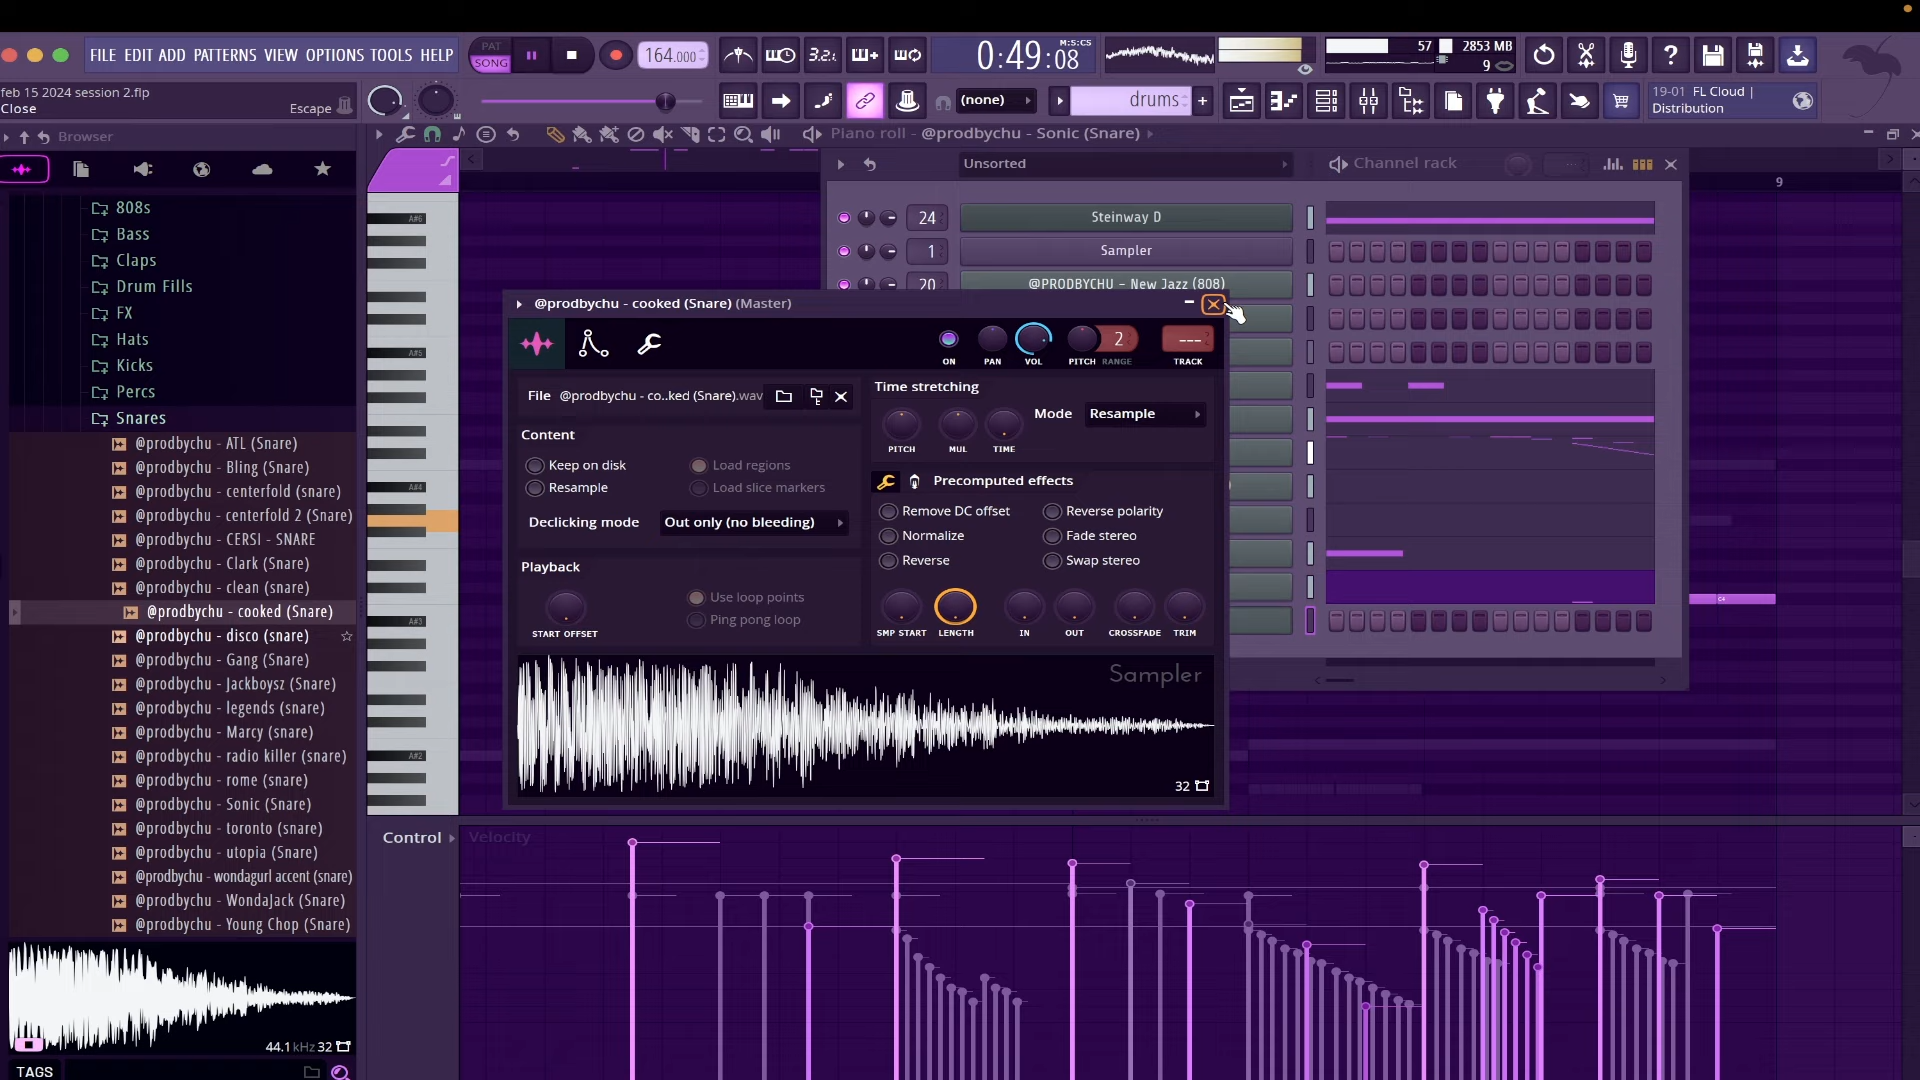 FILE EDIT ADD PATTERNS VIEW OPTIONS TOOLS HELP
PAT
SONG
164.000
3.2.
0:49:08
M:S:CS
57
2853 MB
9
feb 15 2024 session 2.flp
Close
Escape
(none)
drums
19-01 FL Cloud |
Distribution
Browser
Piano roll - @prodbychu - Sonic (Snare)
Unsorted
Channel rack
9
808s
Bass
Claps
Drum Fills
FX
Hats
Kicks
Percs
Snares
@prodbychu - ATL (Snare)
@prodbychu - Bling (Snare)
@prodbychu - centerfold (snare)
@prodbychu - centerfold 2 (Snare)
@prodbychu - CERSI - SNARE
@prodbychu - Clark (Snare)
@prodbychu - clean (snare)
@prodbychu - cooked (Snare)
@prodbychu - disco (snare)
@prodbychu - Gang (Snare)
@prodbychu - Jackboysz (Snare)
@prodbychu - legends (snare)
@prodbychu - Marcy (snare)
@prodbychu - radio killer (snare)
@prodbychu - rome (snare)
@prodbychu - Sonic (Snare)
@prodbychu - toronto (snare)
@prodbychu - utopia (Snare)
@prodbychu - wondagurl accent (snare)
@prodbychu - WondaJack (Snare)
@prodbychu - Young Chop (Snare)
44.1 kHz 32
TAGS
A#6
A#5
A#4
A#3
A#2
24
Steinway D
1
Sampler
20
@PRODBYCHU - New Jazz (808)
@prodbychu - cooked (Snare) (Master)
2
---
ON
PAN
VOL
PITCH
RANGE
TRACK
File @prodbychu - co..ked (Snare).wav
Time stretching
Mode
Resample
PITCH
MUL
TIME
Content
Keep on disk
Load regions
Resample
Load slice markers
Declicking mode
Out only (no bleeding)
Precomputed effects
Remove DC offset
Reverse polarity
Normalize
Fade stereo
Reverse
Swap stereo
Playback
Use loop points
Ping pong loop
START OFFSET
SMP START
LENGTH
IN
OUT
CROSSFADE
TRIM
Sampler
32
Control
Velocity